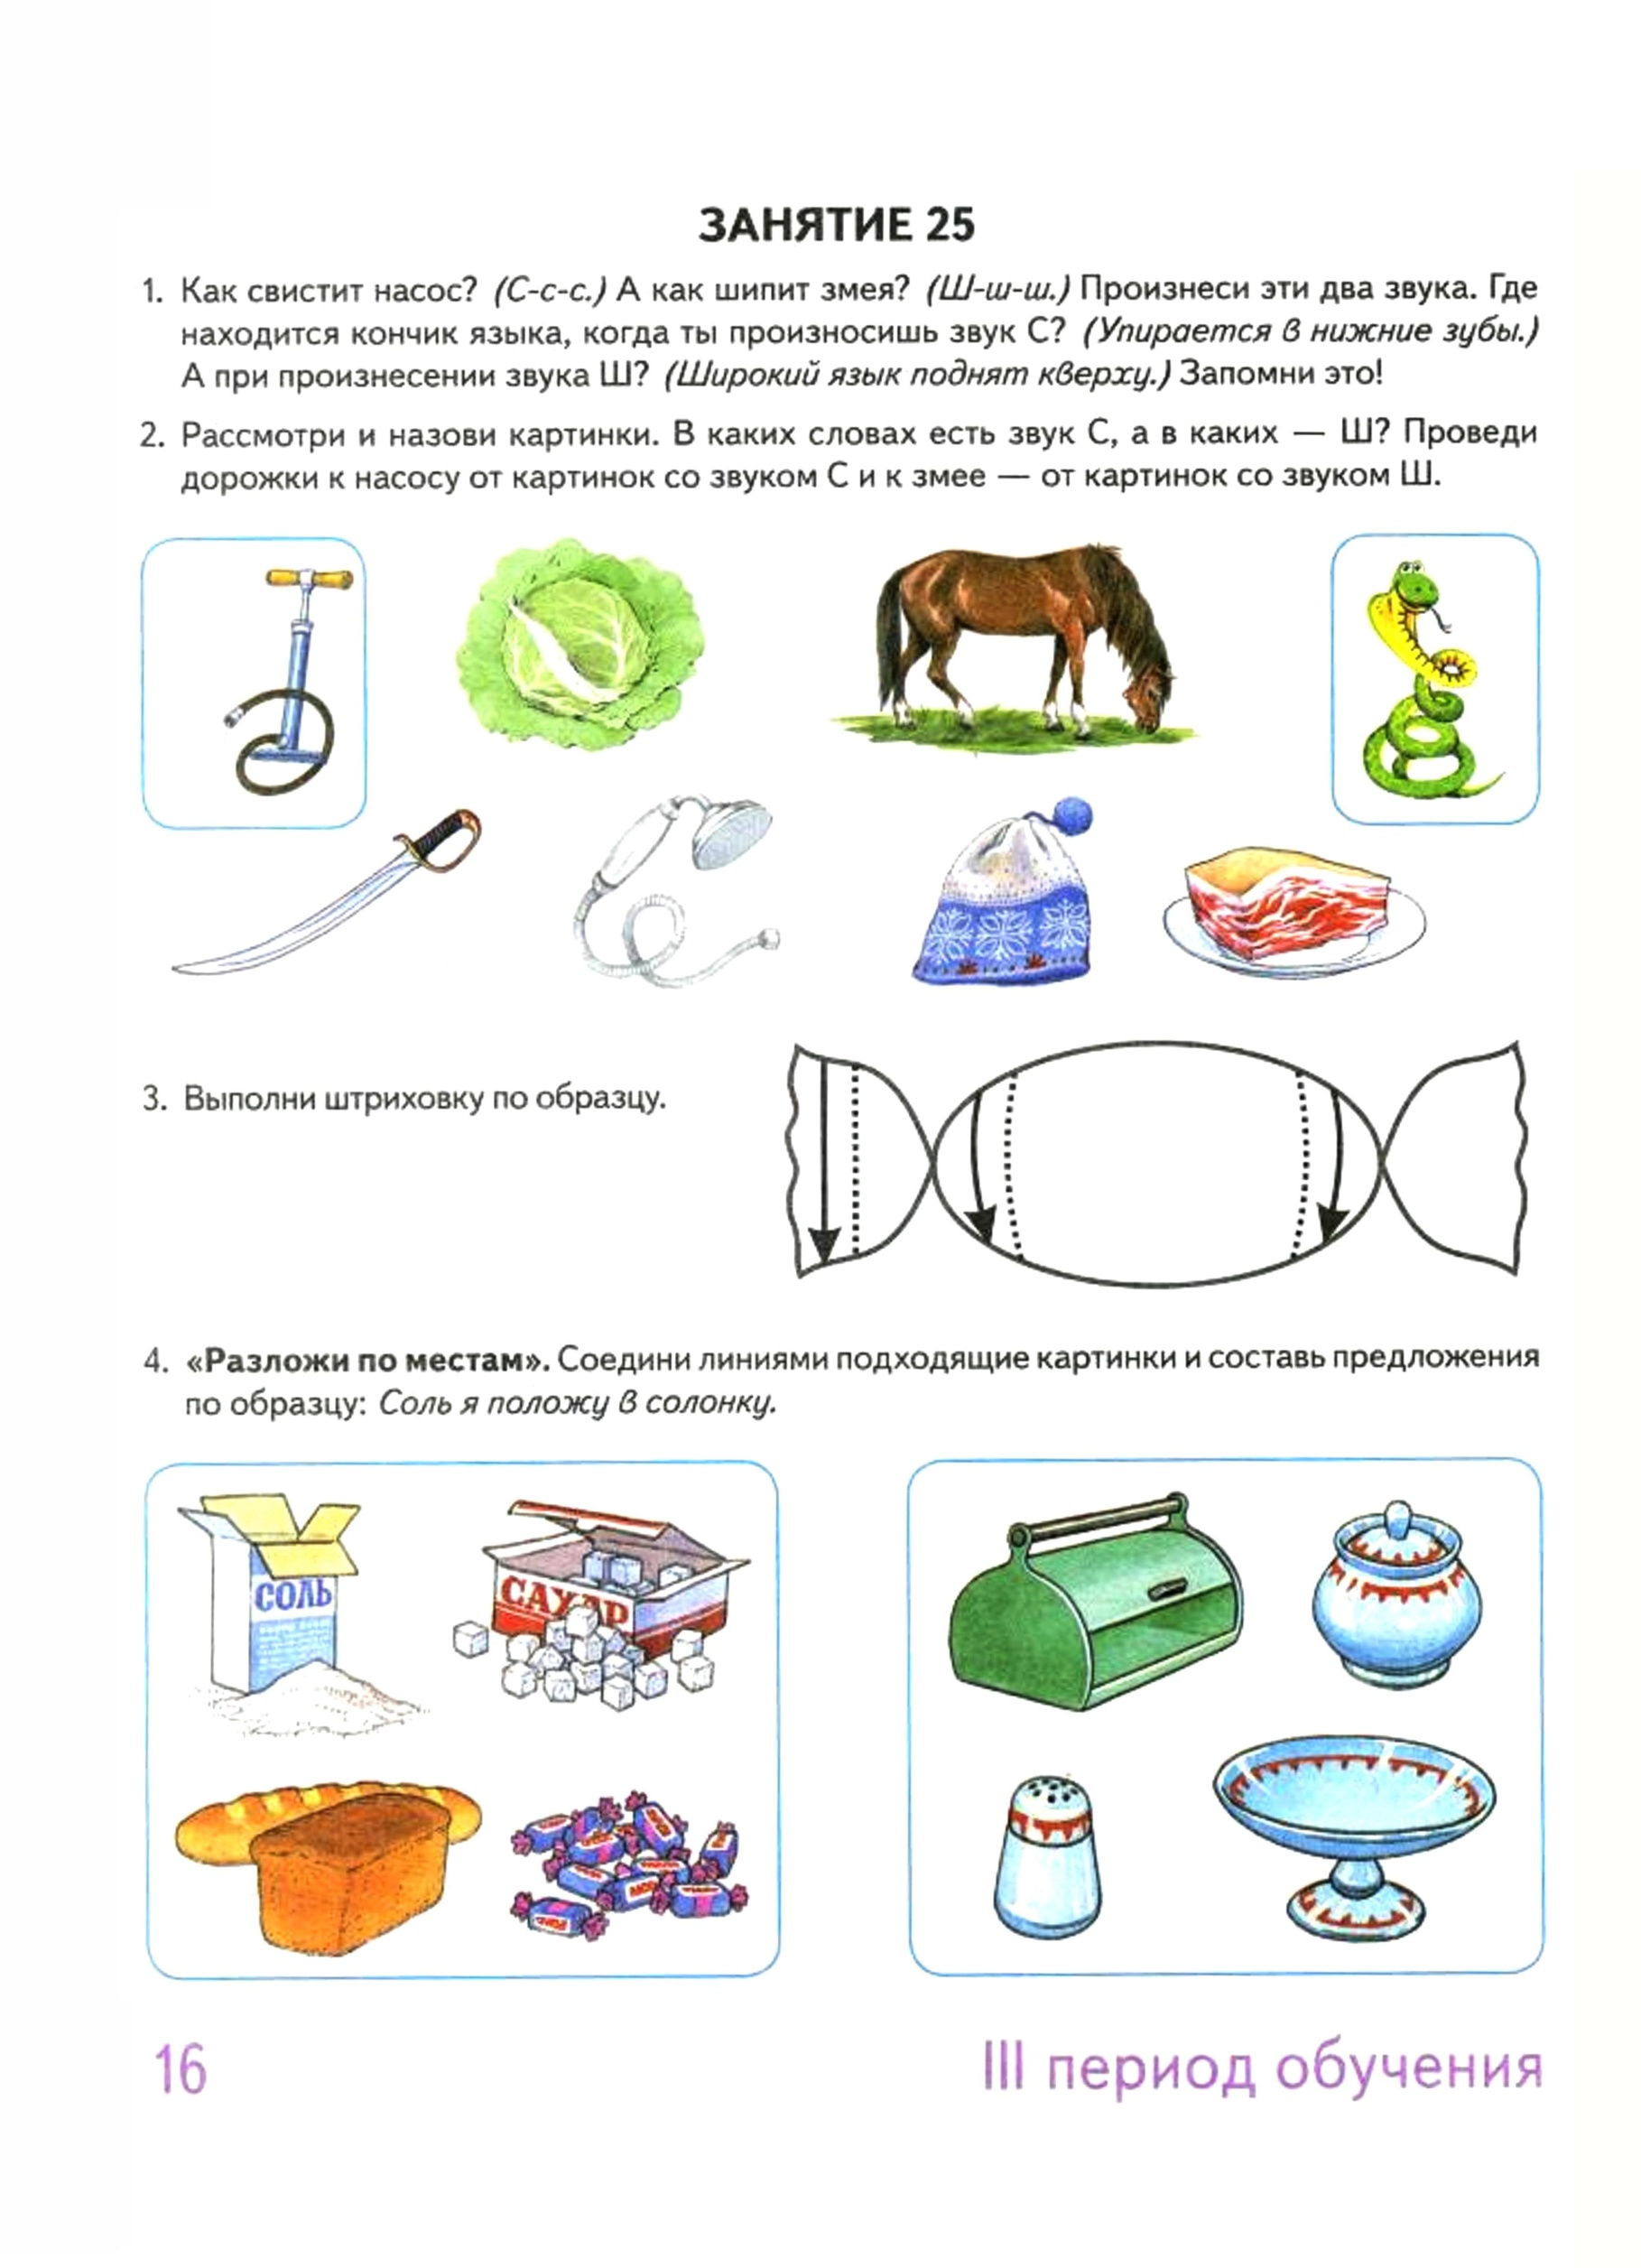 ЗАНЯТИЕ 25
1. Как свистит насос? (С-с-с.) А как шипит змея? (Ш-ш-ш.) Произнеси эти два звука. Где
находится кончик языка, когда ты произносишь звук С? (Упирается в нижние зубы.)
А при произнесении звука Ш? (Широкий язык поднят кверху.) Запомни это!
2. Рассмотри и назови картинки. В каких словах есть звук С, а в каких — Ш? Проведи
дорожки к насосу от картинок со звуком С и к змее — от картинок со звуком Ш.
3. Выполни штриховку по образцу.
4. «Разложи по местам». Соедини линиями подходящие картинки и составь предложения
по образцу: Соль я положу в солонку.
СОЛЬ
САХАР
16
III период обучения